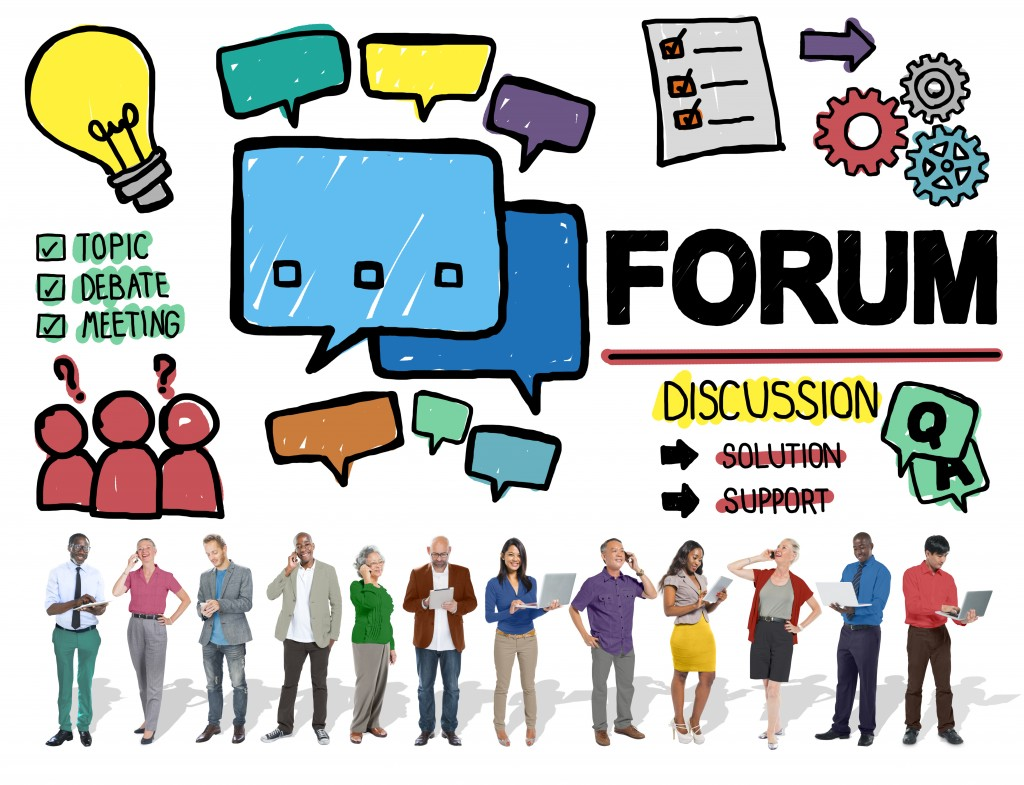 TOPIC
DEBATE
MEETING
? ?
FORUM
DISCUSSION
SOLUTION
SUPPORT
Q
A